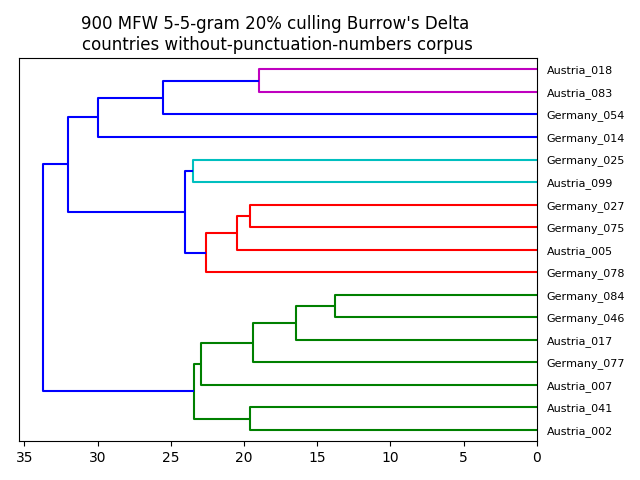 900 MFW 5-5-gram 20% culling Burrow's Delta
countries without-punctuation-numbers corpus
Austria_018
Austria_083
Germany_054
Germany_014
Germany_025
Austria_099
Germany_027
Germany_075
Austria_005
Germany_078
Germany_084
Germany_046
Austria_017
Germany_077
Austria_007
Austria_041
Austria_002
35 30 25 20 15 10 5 0